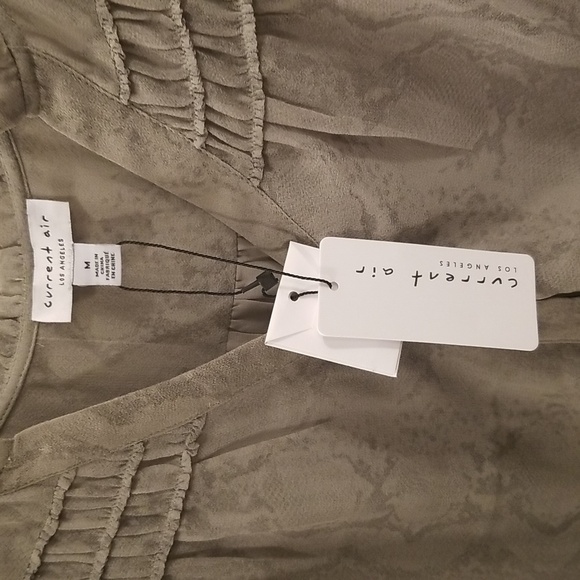 current air
LOS ANGELES
M
MADE IN
CHINA
FABRIQUÉ
EN CHINE
current air
LOS ANGELES